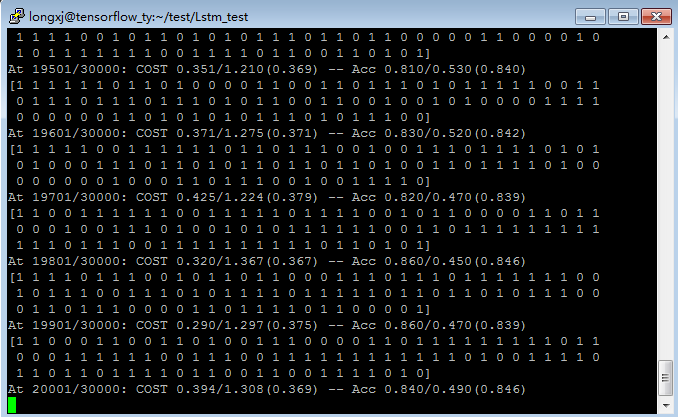 longxj@tensorflow_ty:~/test/Lstm_test
1 1 1 1 0 0 1 0 1 1 0 1 0 1 0 1 1 1 0 1 1 0 1 1 0 0 0 0 0 1 1 0 0 0 0 1 0
1 0 1 1 1 1 1 1 1 0 0 1 1 1 1 0 1 1 0 0 1 1 0 1 0 1]
At 19501/30000: COST 0.351/1.210(0.369) -- Acc 0.810/0.530(0.840)
[1 1 1 1 1 1 0 1 1 0 1 0 0 0 0 1 1 0 1 1 0 1 1 1 0 1 0 1 1 1 1 1 0 0 1 1
0 1 1 1 0 1 1 0 1 1 1 0 1 1 1 0 1 1 0 0 1 0 0 1 0 1 0 0 0 0 1 1 1 1
0 0 0 0 0 1 1 0 0 0 1 1 0 1 1 1 0 1 1 0 1 0 1 1 1 0 0]
At 19601/30000: COST 0.371/1.275(0.371) -- Acc 0.830/0.520(0.842)
[1 1 1 1 1 0 0 1 1 1 0 1 1 0 1 1 1 0 0 1 0 0 1 1 1 0 1 1 1 1 0 1 0 1
0 1 0 0 0 1 1 1 0 1 1 0 1 0 1 1 0 1 1 0 1 1 0 1 0 0 1 1 0 1 1 1 1 0 1 0 0
0 0 0 0 0 0 1 0 0 0 1 1 0 1 1 1 0 0 1 0 0 1 1 1 1 0]
At 19701/30000: COST 0.425/1.224(0.379) -- Acc 0.820/0.470(0.839)
[1 1 0 0 1 1 1 1 1 1 0 0 1 1 1 0 1 1 1 1 0 0 1 0 1 1 0 0 0 0 1 1 0 1 1
0 0 0 1 0 0 1 1 0 0 1 1 1 0 1 1 0 1 1 1 0 1 1 0 0 1 0 1 1 0 1 1 1 1 1 1
1 1 1 0 1 0 1 1 1 0 0 1 1 1 1 1 1 1 1 1 0 1 1 0 1 0 1]
At 19801/30000: COST 0.320/1.367(0.367) -- Acc 0.860/0.450(0.846)
[1 1 1 1 0 1 1 0 0 1 0 1 1 0 1 1 0 0 0 1 1 1 0 1 1 1 0 1 1 1 1 1 1 1 0 0
1 0 1 0 1 1 1 0 0 1 1 0 1 1 1 0 1 1 1 1 1 1 0 1 1 0 1 1 0 1 0 1 1 1 0 0
0 0 1 1 0 1 1 1 0 1 1 1 1 0 0 0 0 1 1 0 1 1 0 0 0 0 1]
At 19901/30000: COST 0.290/1.297(0.375) -- Acc 0.860/0.470(0.839)
[1 1 0 0 1 0 0 0 1 1 1 1 0 1 1 0 1 1 0 0 0 0 1 1 1 1 1 1 1 1 1 1 1 0 1 1
0 0 0 1 1 1 1 1 1 1 1 0 1 1 1 0 0 1 1 1 1 0 1 0 0 1 1 0 0 1 1 1 1 0
1 1 0 1 1 0 1 1 1 0 1 1 0 1 0 1 1 1 0 0 1 1 1 0 1 0]
At 20001/30000: COST 0.394/1.308(0.369) -- Acc 0.840/0.490(0.846)